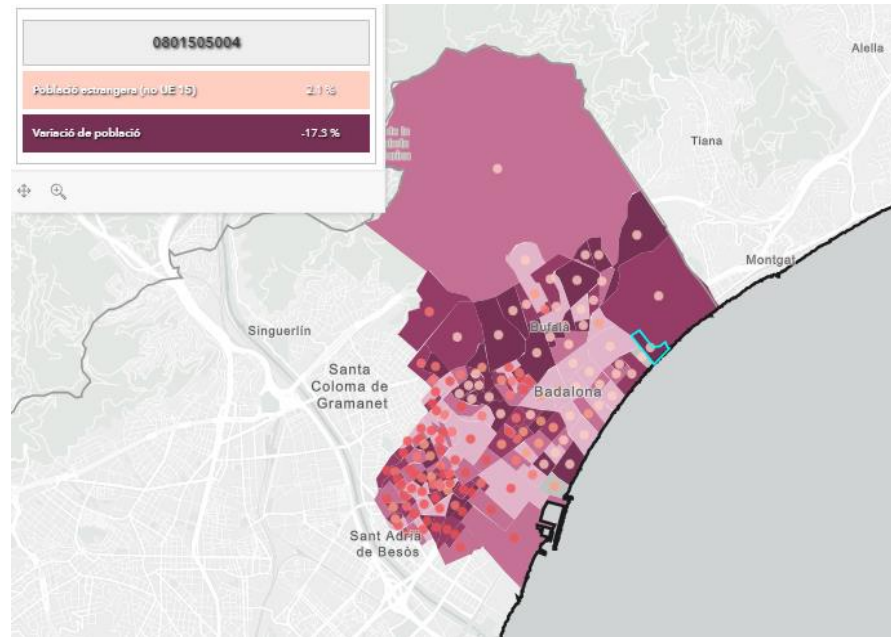 0801505004
Població estrangera (no UE 15) 2.1 %
Variació de població -17.3 %
Alella
Tiana
Montgat
Singuerlín
Bufalà
Santa
Coloma de
Gramanet
Badalona
Sant Adrià
de Besòs